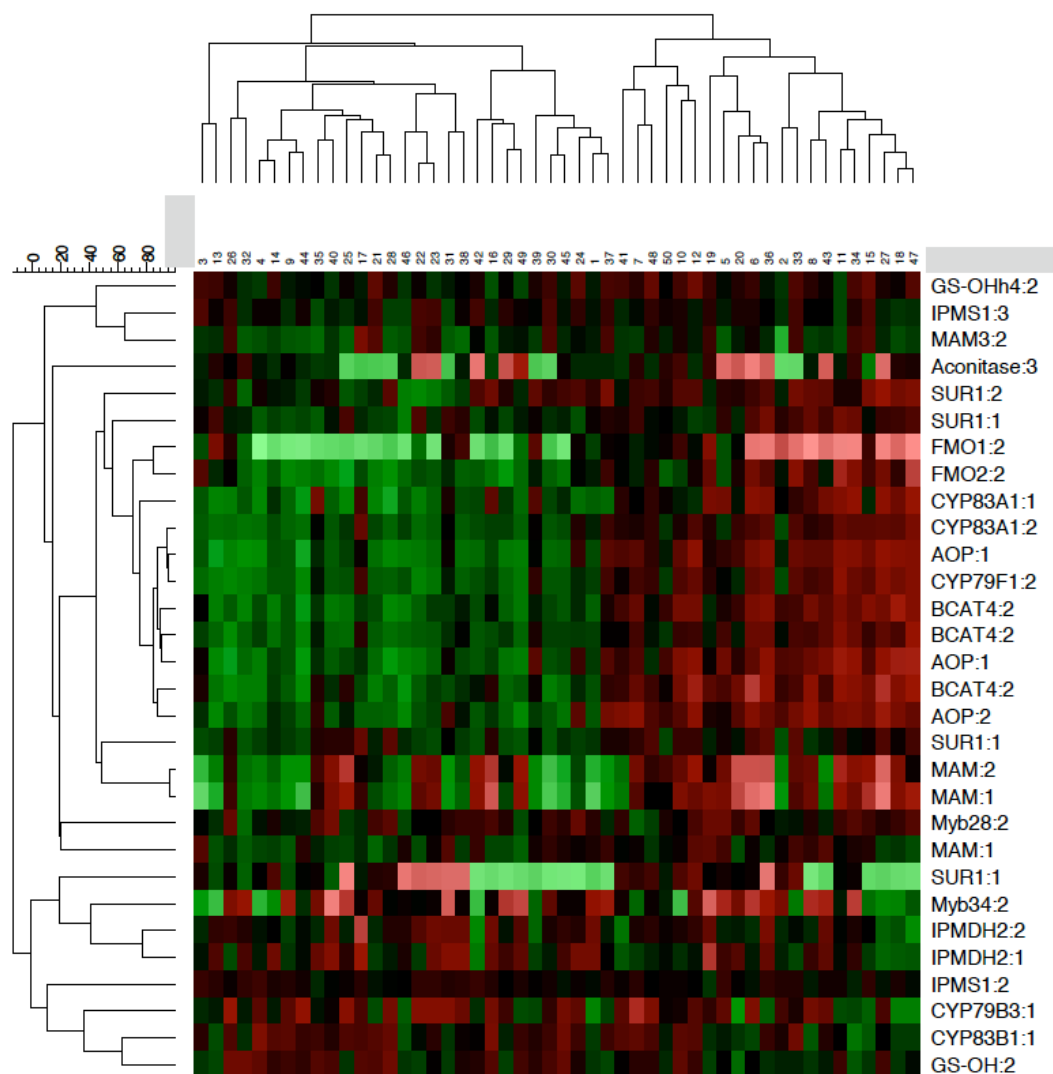 0 20 40 60 80
3 13 26 32 4 14 9 44 35 40 25 17 21 28 46 22 23 31 38 42 16 29 49 39 30 45 24 1 37 41 7 48 50 10 12 19 5 20 6 36 2 33 8 43 11 34 15 27 18 47
GS-OHh4:2
IPMS1:3
MAM3:2
Aconitase:3
SUR1:2
SUR1:1
FMO1:2
FMO2:2
CYP83A1:1
CYP83A1:2
AOP:1
CYP79F1:2
BCAT4:2
BCAT4:2
AOP:1
BCAT4:2
AOP:2
SUR1:1
MAM:2
MAM:1
Myb28:2
MAM:1
SUR1:1
Myb34:2
IPMDH2:2
IPMDH2:1
IPMS1:2
CYP79B3:1
CYP83B1:1
GS-OH:2